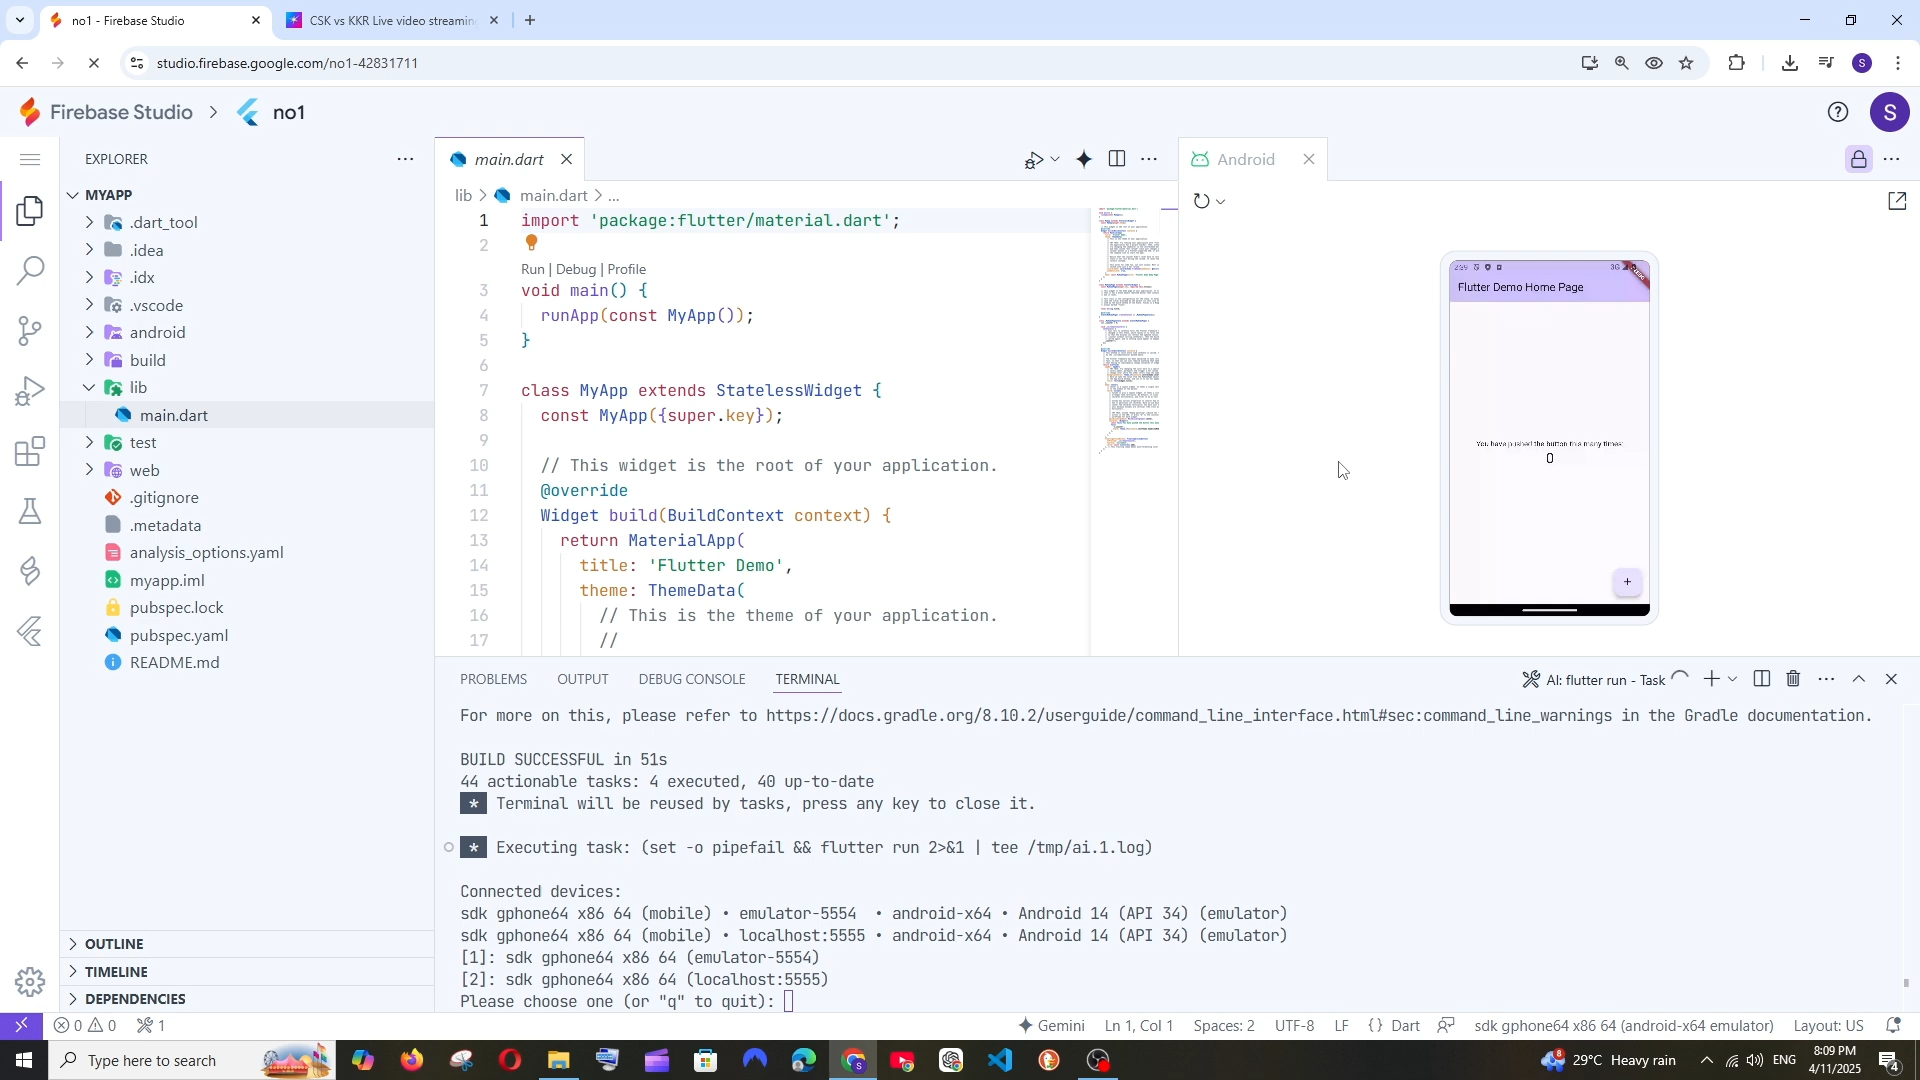 no1 - Firebase Studio
CSK vs KKR Live video streamin
studio.firebase.google.com/no1-42831711
S
Firebase Studio > no1
S
EXPLORER
MYAPP
.dart_tool
.idea
.idx
.vscode
android
build
lib
main.dart
test
web
.gitignore
.metadata
analysis_options.yaml
myapp.iml
pubspec.lock
pubspec.yaml
README.md
OUTLINE
TIMELINE
DEPENDENCIES
main.dart
lib > main.dart > ...
1 import 'package:flutter/material.dart';
2
Run | Debug | Profile
3 void main() {
4 runApp(const MyApp());
5 }
6
7 class MyApp extends StatelessWidget {
8 const MyApp({super.key});
9
10 // This widget is the root of your application.
11 @override
12 Widget build(BuildContext context) {
13 return MaterialApp(
14 title: 'Flutter Demo',
15 theme: ThemeData(
16 // This is the theme of your application.
17 //
Android
2:39
3G
Flutter Demo Home Page
You have pushed the button this many times:
0
+
PROBLEMS OUTPUT DEBUG CONSOLE TERMINAL
AI: flutter run - Task
For more on this, please refer to https://docs.gradle.org/8.10.2/userguide/command_line_interface.html#sec:command_line_warnings in the Gradle documentation.
BUILD SUCCESSFUL in 51s
44 actionable tasks: 4 executed, 40 up-to-date
* Terminal will be reused by tasks, press any key to close it.
* Executing task: (set -o pipefail && flutter run 2>&1 | tee /tmp/ai.1.log)
Connected devices:
sdk gphone64 x86 64 (mobile) • emulator-5554 • android-x64 • Android 14 (API 34) (emulator)
sdk gphone64 x86 64 (mobile) • localhost:5555 • android-x64 • Android 14 (API 34) (emulator)
[1]: sdk gphone64 x86 64 (emulator-5554)
[2]: sdk gphone64 x86 64 (localhost:5555)
Please choose one (or "q" to quit):
0 0 1
Gemini Ln 1, Col 1 Spaces: 2 UTF-8 LF {} Dart sdk gphone64 x86 64 (android-x64 emulator) Layout: US
Type here to search
8 29°C Heavy rain
ENG
8:09 PM
4/11/2025
4